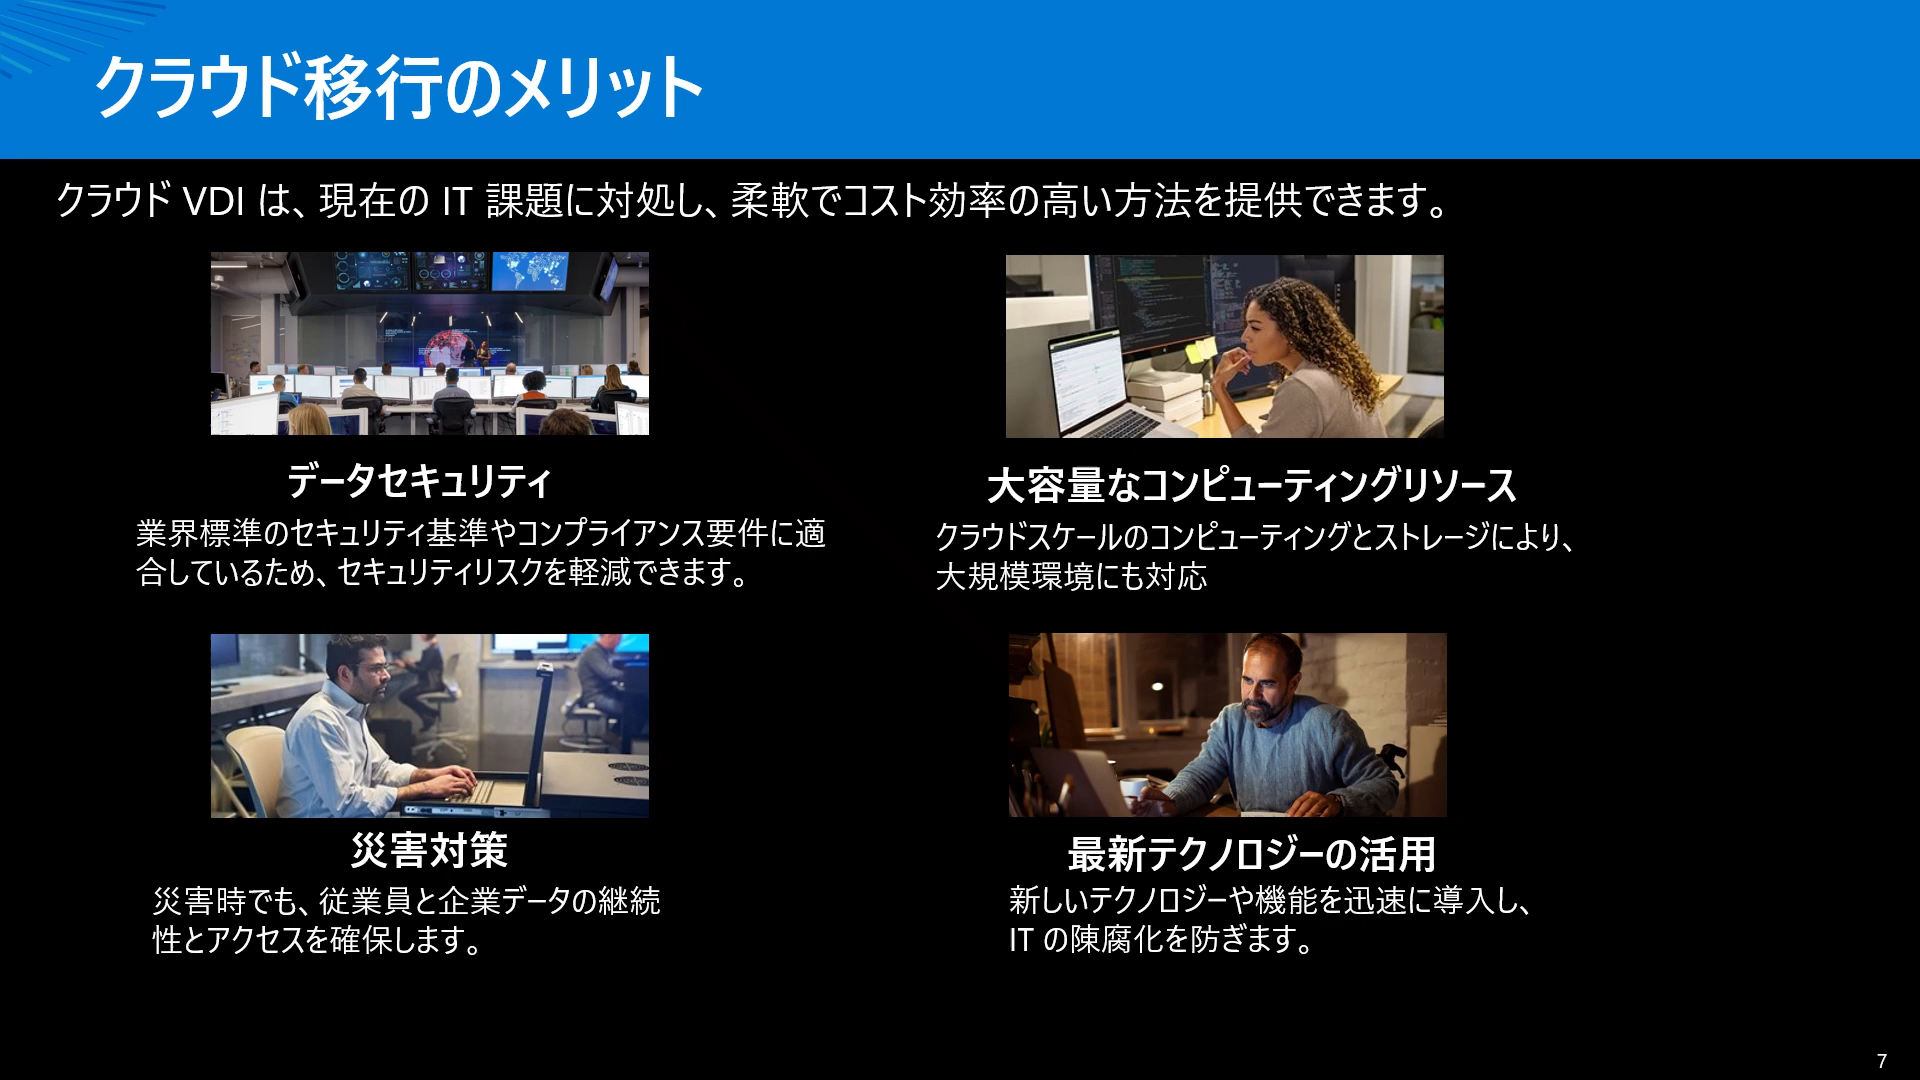 クラウド移行のメリット
クラウド VDI は、現在の IT 課題に対処し、柔軟でコスト効率の高い方法を提供できます。
データセキュリティ
業界標準のセキュリティ基準やコンプライアンス要件に適
合しているため、セキュリティリスクを軽減できます。
大容量なコンピューティングリソース
クラウドスケールのコンピューティングとストレージにより、
大規模環境にも対応
災害対策
災害時でも、従業員と企業データの継続
性とアクセスを確保します。
最新テクノロジーの活用
新しいテクノロジーや機能を迅速に導入し、
IT の陳腐化を防ぎます。
7